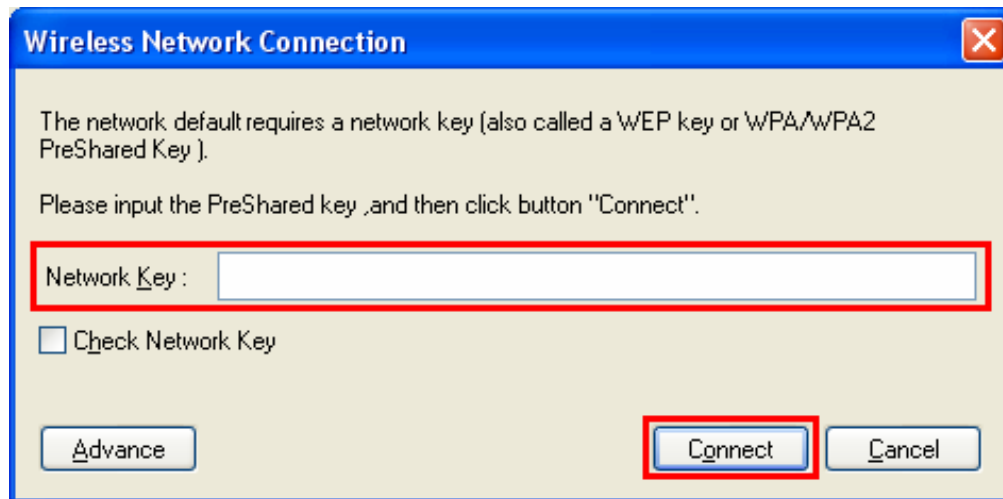 Wireless Network Connection
The network default requires a network key (also called a WEP key or WPA/WPA2
PreShared Key ).
Please input the PreShared key ,and then click button "Connect".
Network Key :
Check Network Key
Advance Connect Cancel